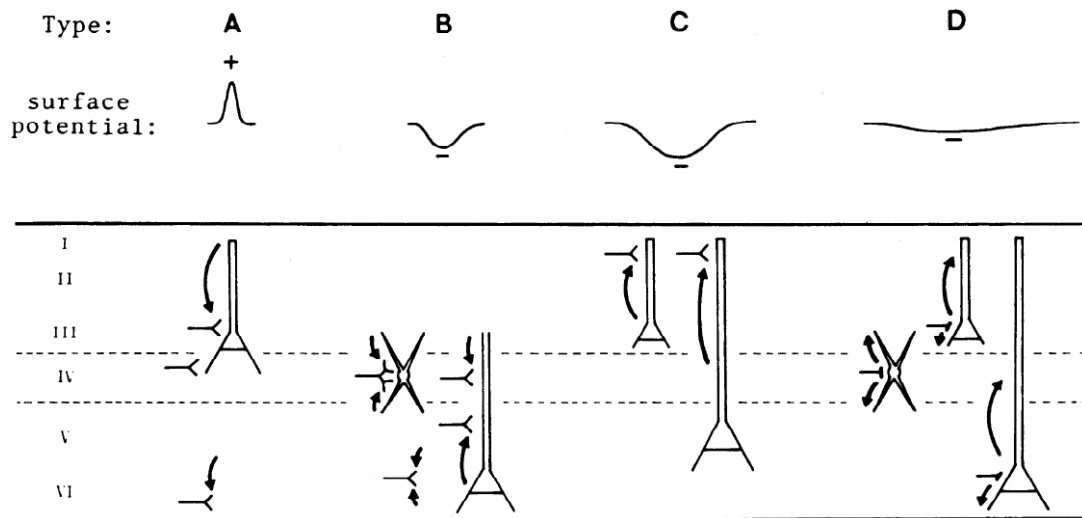 Type: A B C D
+
surface
potential:
− − − −
I
II
III
IV
V
VI